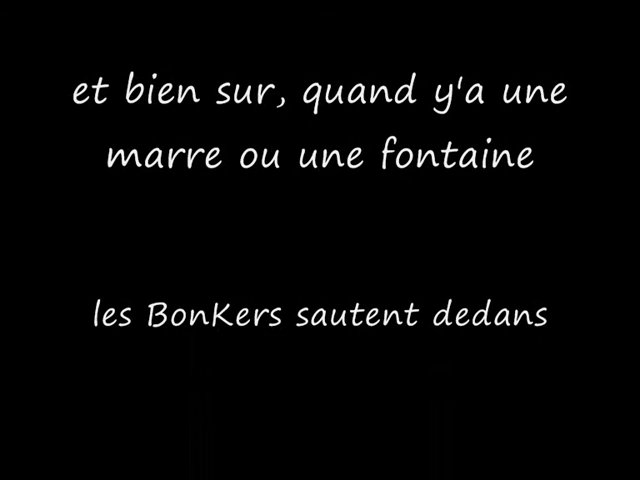 et bien sur, quand y'a une
marre ou une fontaine
les BonKers sautent dedans